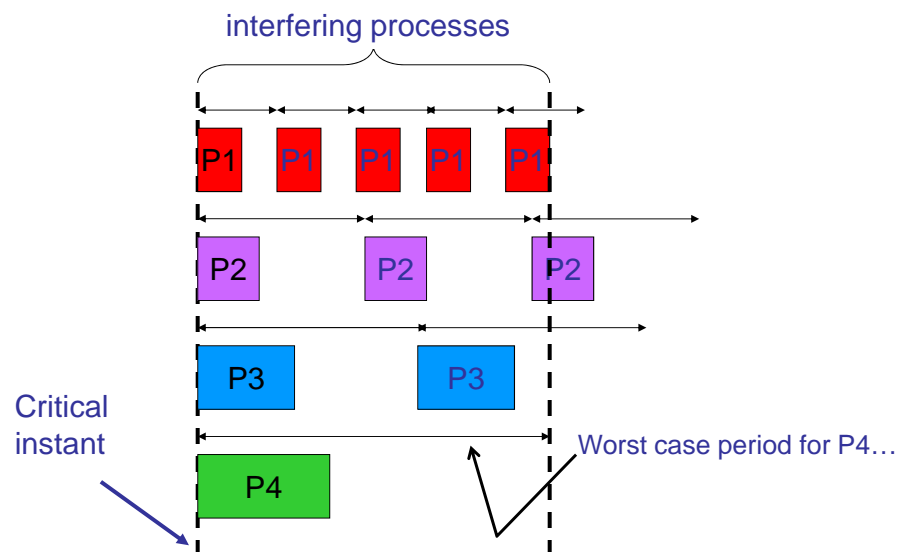 interfering processes
P1 P1 P1 P1 P1
P2 P2 P2
P3 P3
Critical
instant
Worst case period for P4…
P4